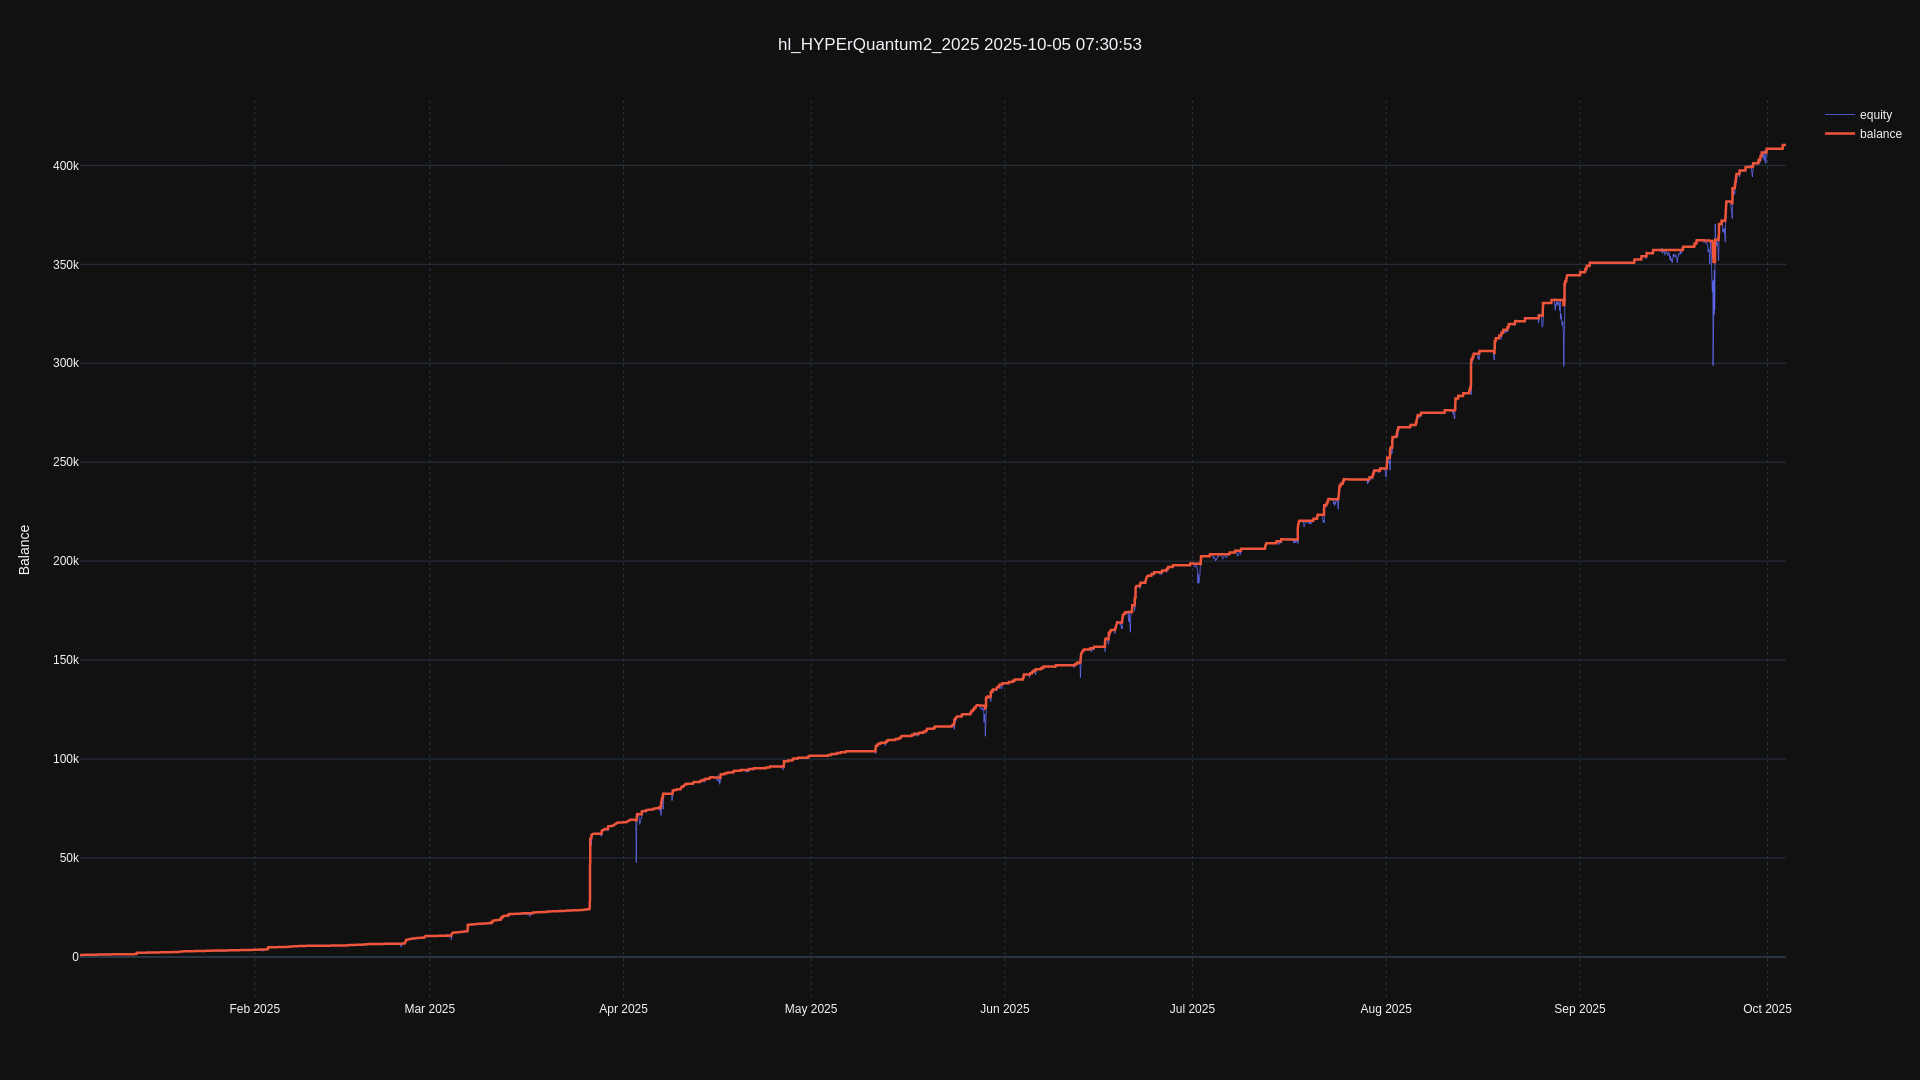 hl_HYPErQuantum2_2025 2025-10-05 07:30:53
equity
balance
400k
350k
300k
250k
200k
150k
100k
50k
0
Balance
Feb 2025
Mar 2025
Apr 2025
May 2025
Jun 2025
Jul 2025
Aug 2025
Sep 2025
Oct 2025